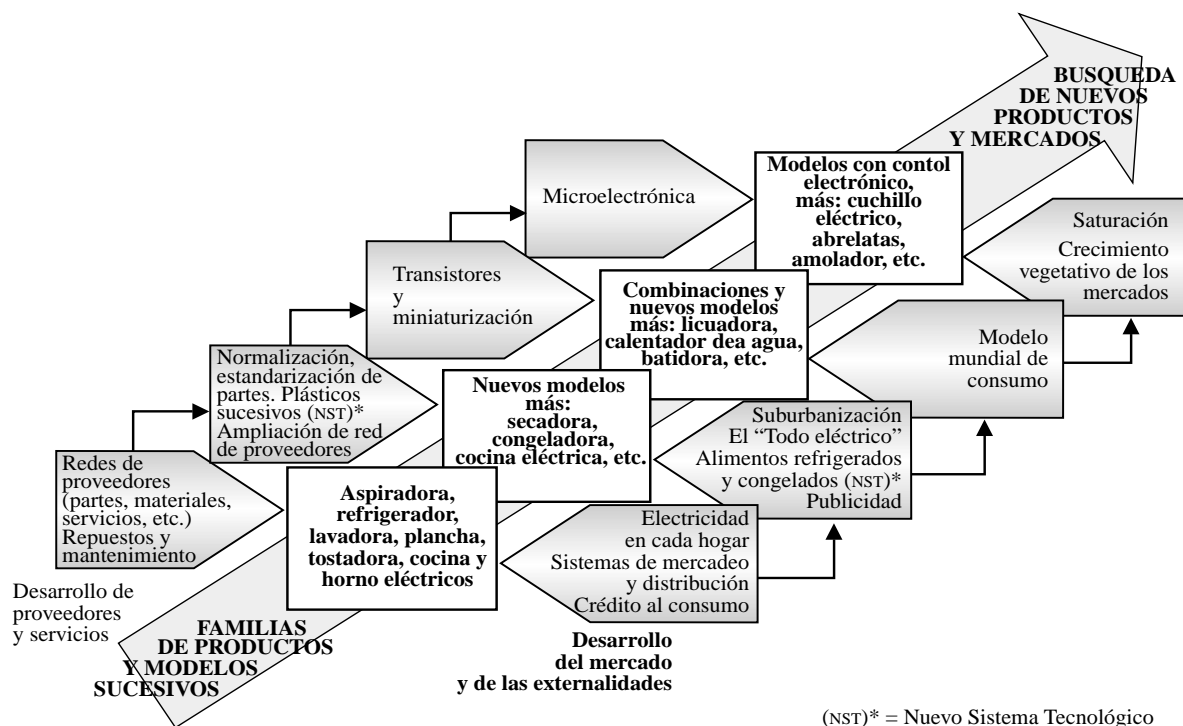 BUSQUEDA
DE NUEVOS
PRODUCTOS
Y MERCADOS
Microelectrónica
Modelos con contol
electrónico,
más: cuchillo
eléctrico,
abrelatas,
amolador, etc.
Saturación
Crecimiento
vegetativo de los
mercados
Transistores
y
miniaturización
Combinaciones y
nuevos modelos
más: licuadora,
calentador dea agua,
batidora, etc.
Modelo
mundial de
consumo
Normalización,
estandarización de
partes. Plásticos
sucesivos (NST)*
Ampliación de red
de proveedores
Nuevos modelos
más:
secadora,
congeladora,
cocina eléctrica, etc.
Suburbanización
El “Todo eléctrico”
Alimentos refrigerados
y congelados (NST)*
Publicidad
Redes de
proveedores
(partes, materiales,
servicios, etc.)
Repuestos y
mantenimiento
Aspiradora,
refrigerador,
lavadora, plancha,
tostadora, cocina y
horno eléctricos
Electricidad
en cada hogar
Sistemas de mercadeo
y distribución
Crédito al consumo
Desarrollo de
proveedores
y servicios
FAMILIAS
DE PRODUCTOS
Y MODELOS
SUCESIVOS
Desarrollo
del mercado
y de las externalidades
(NST)* = Nuevo Sistema Tecnológico